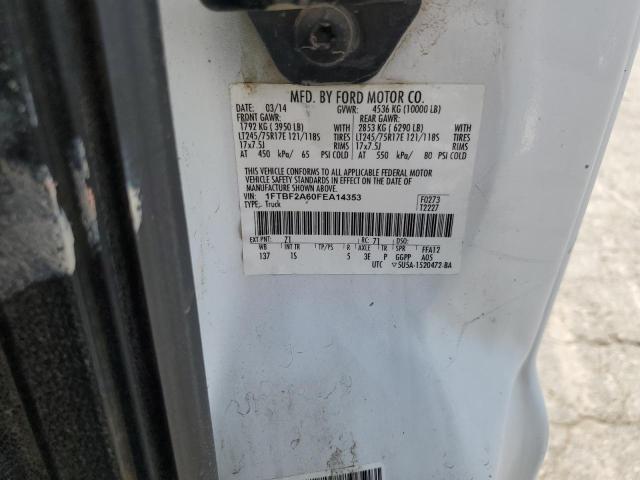 MFD. BY FORD MOTOR CO.
03/14 GVWR: 4536 KG (10000 LB)
FRONT GAWR: REAR GAWR:
1792 KG ( 3950 LB) WITH 2853 KG ( 6290 LB) WITH
LT245/75R17E 121/118S TIRES LT245/75R17E 121/118S TIRES
17x7.5J RIMS 17x7.5J RIMS
AT 450 kPa/ 65 PSI COLD AT 550 kPa/ 80 PSI COLD
THIS VEHICLE CONFORMS TO ALL APPLICABLE FEDERAL MOTOR
VEHICLE SAFETY STANDARDS IN EFFECT ON THE DATE OF
MANUFACTURE SHOWN ABOVE.
VIN: 1FTBF2A60FEA14353 F0273
TYPE: Truck T2227
EXT PNT: Z1 RC: 71 DSO:
WB INT TR TP/PS R AXLE TR SPR FFA12
137 1S 5 3E P GGPP A0S
UTC ▽5U5A-1520472-BA